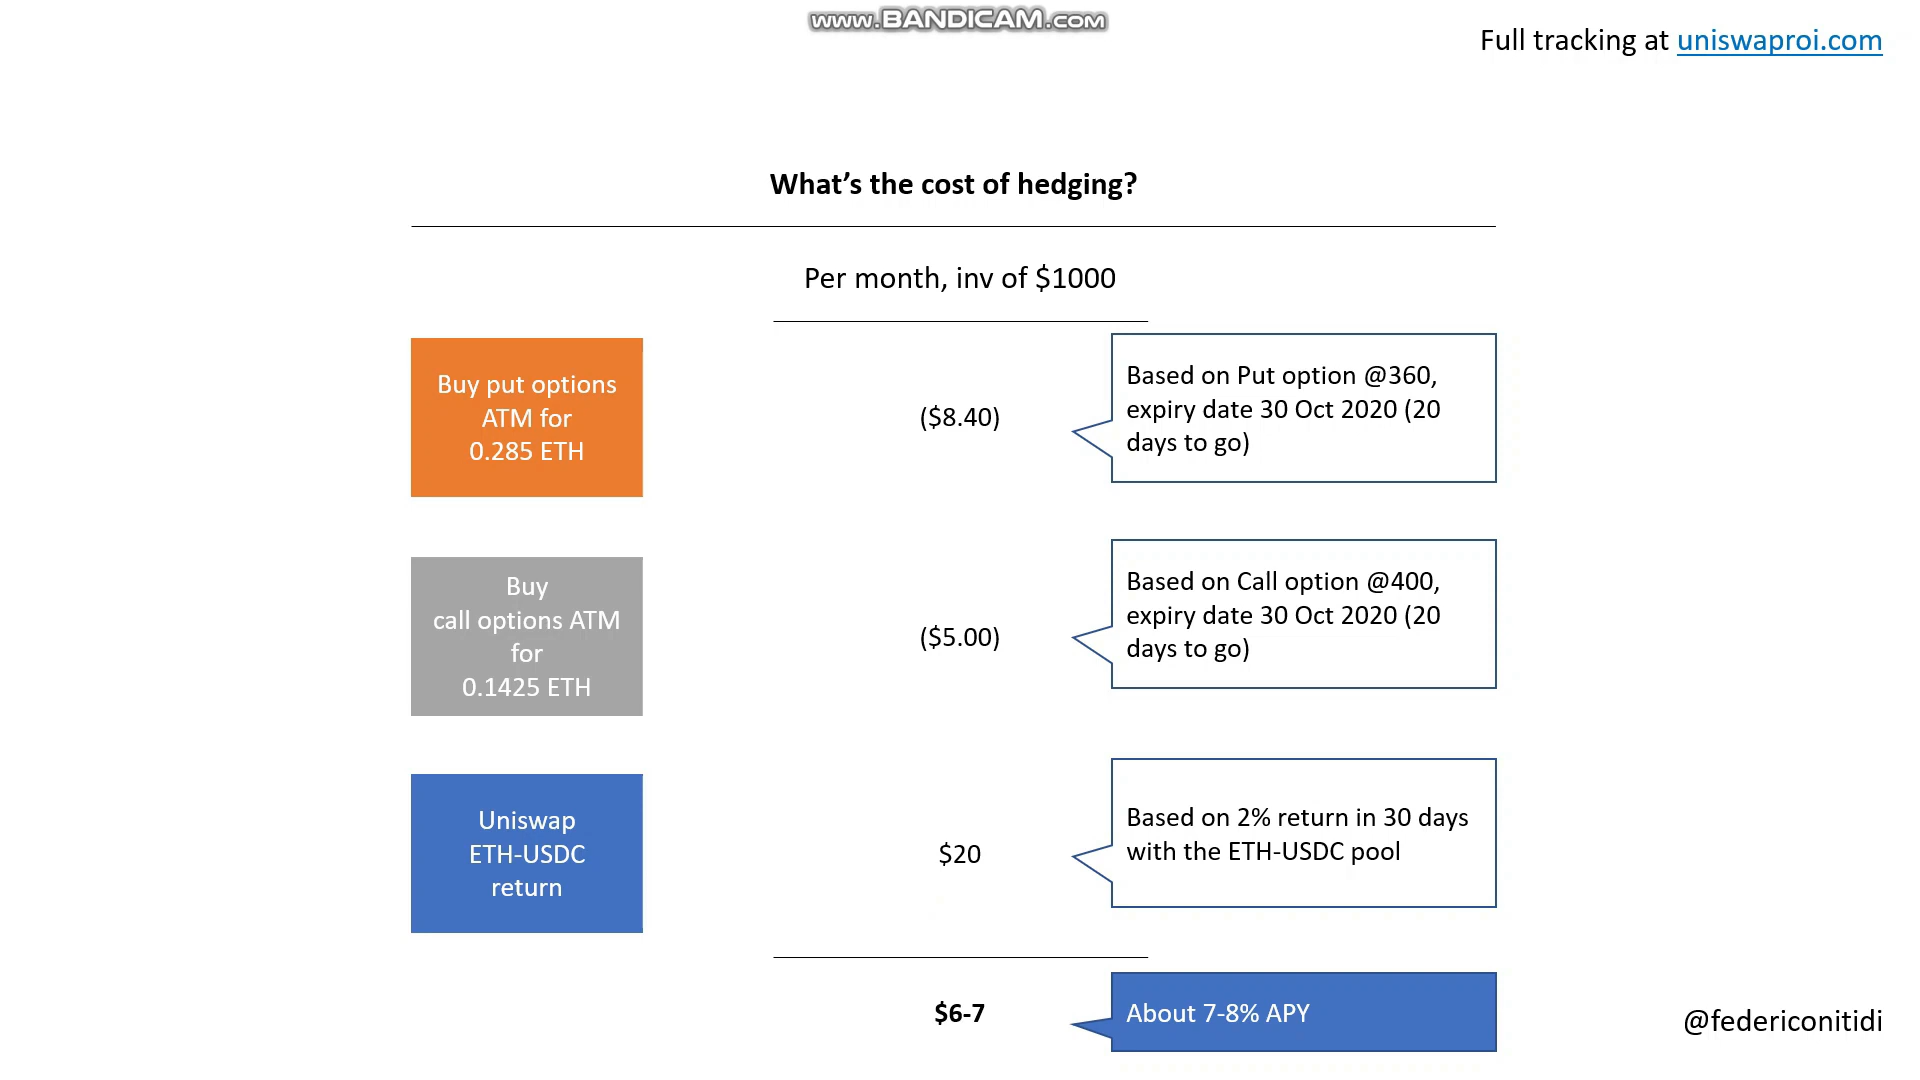 www.BANDICAM.com
Full tracking at uniswaproi.com
What’s the cost of hedging?
Per month, inv of $1000
Buy put options
ATM for
0.285 ETH
($8.40)
Based on Put option @360,
expiry date 30 Oct 2020 (20
days to go)
Buy
call options ATM
for
0.1425 ETH
($5.00)
Based on Call option @400,
expiry date 30 Oct 2020 (20
days to go)
Uniswap
ETH-USDC
return
$20
Based on 2% return in 30 days
with the ETH-USDC pool
$6-7
About 7-8% APY
@federiconitidi